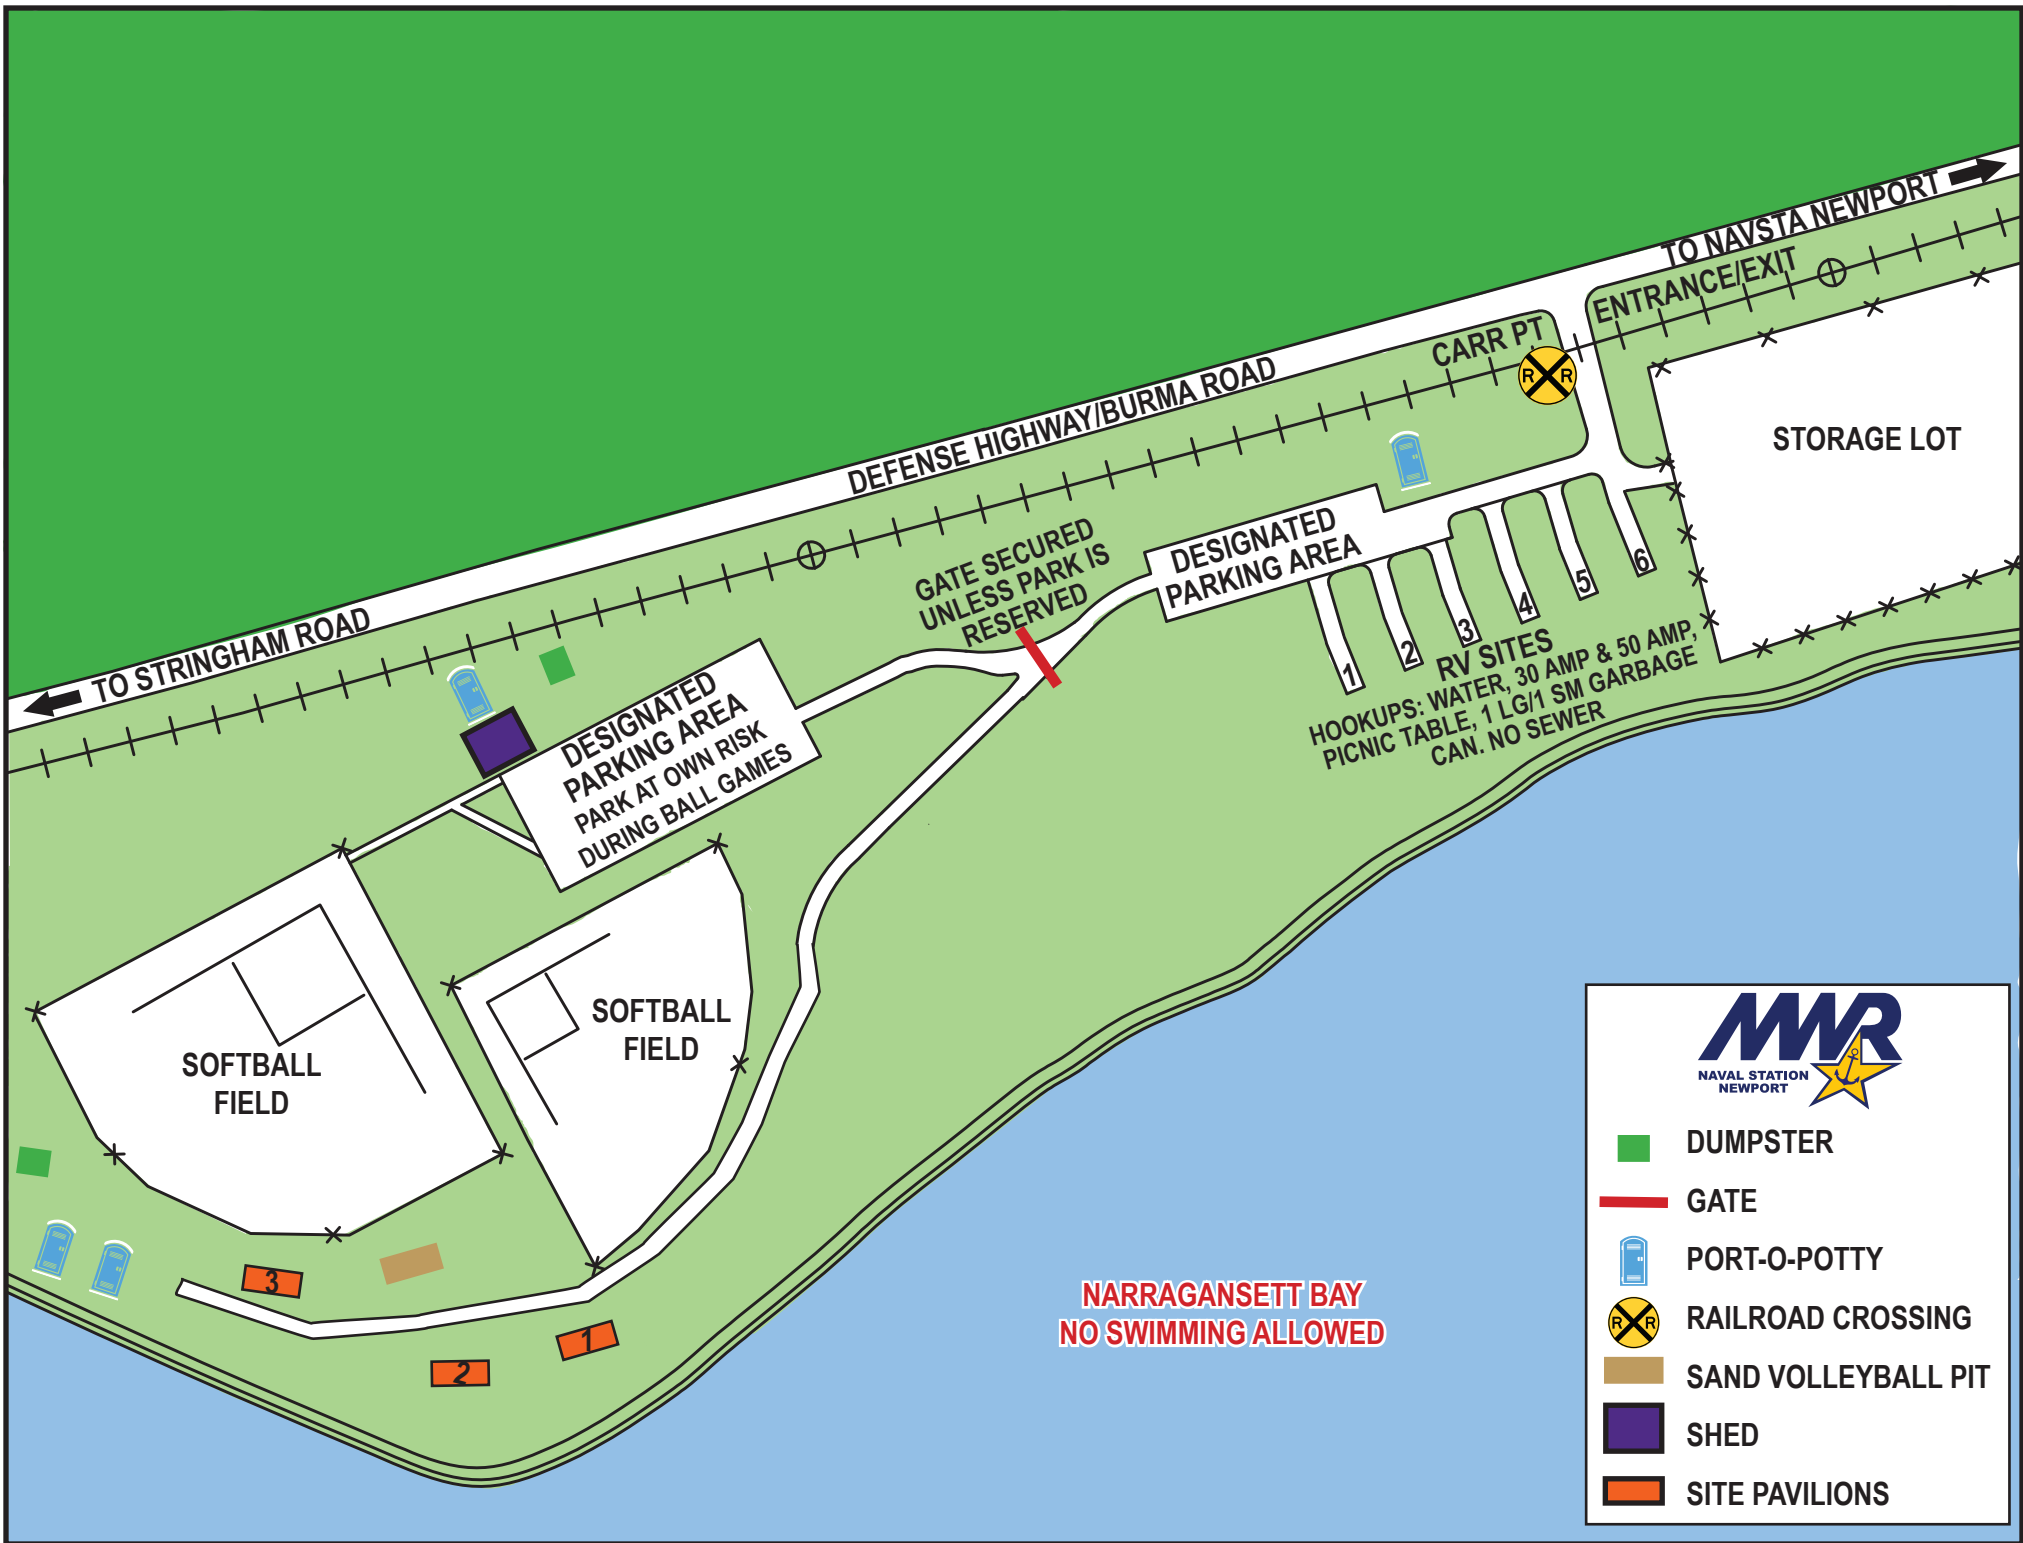 TO NAVSTA NEWPORT
ENTRANCE/EXIT
CARR PT
R R
STORAGE LOT
DEFENSE HIGHWAY/BURMA ROAD
GATE SECURED
UNLESS PARK IS
RESERVED
DESIGNATED
PARKING AREA
1
2
3
4
5
6
RV SITES
HOOKUPS: WATER, 30 AMP & 50 AMP,
PICNIC TABLE, 1 LG/1 SM GARBAGE
CAN. NO SEWER
TO STRINGHAM ROAD
DESIGNATED
PARKING AREA
PARK AT OWN RISK
DURING BALL GAMES
SOFTBALL
FIELD
SOFTBALL
FIELD
3
1
2
NARRAGANSETT BAY
NO SWIMMING ALLOWED
MWR
NAVAL STATION
NEWPORT
DUMPSTER
GATE
PORT-O-POTTY
R R
RAILROAD CROSSING
SAND VOLLEYBALL PIT
SHED
SITE PAVILIONS